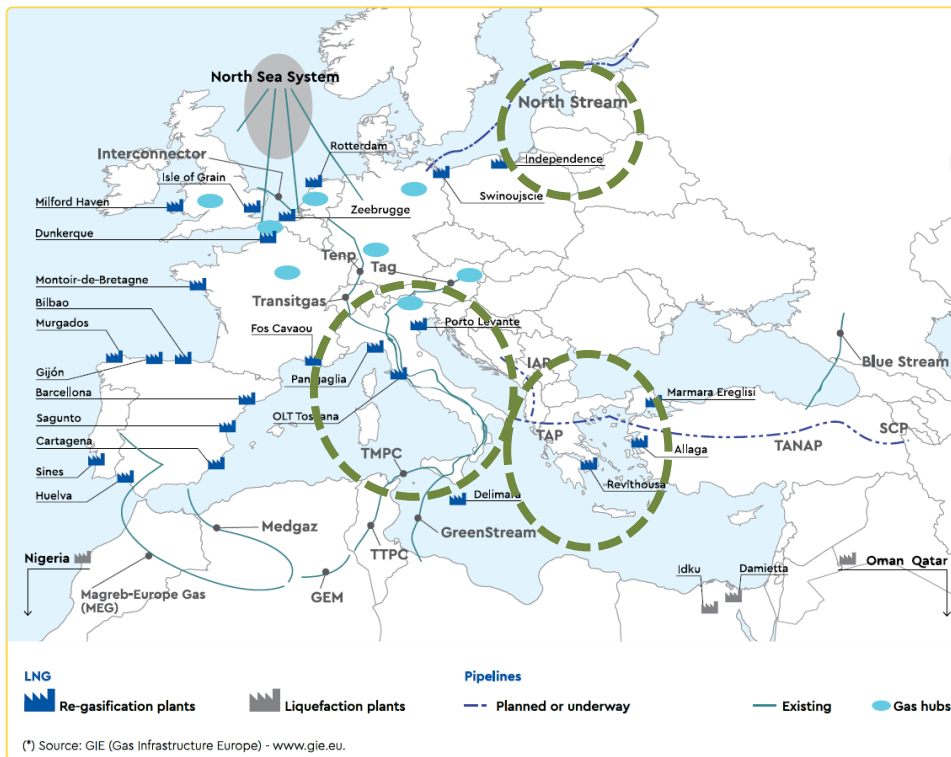 North Sea System
North Stream
Interconnector
Rotterdam
Independence
Isle of Grain
Swinoujscie
Milford Haven
Zeebrugge
Dunkerque
Tenp
Tag
Montoir-de-Bretagne
Transitgas
Bilbao
Murgados
Fos Cavaou
Porto Levante
Panigaglia
IAP
Blue Stream
Gijón
Barcellona
OLT Toscana
Marmara Ereglisi
Sagunto
TAP
TANAP
SCP
Cartagena
TMPC
Allaga
Sines
Revithousa
Huelva
Delimara
Medgaz
GreenStream
TTPC
Nigeria
Idku
Damietta
Oman Qatar
Magreb-Europe Gas
(MEG)
GEM
LNG
Pipelines
Re-gasification plants
Liquefaction plants
Planned or underway
Existing
Gas hubs
(*) Source: GIE (Gas Infrastructure Europe) - www.gie.eu.